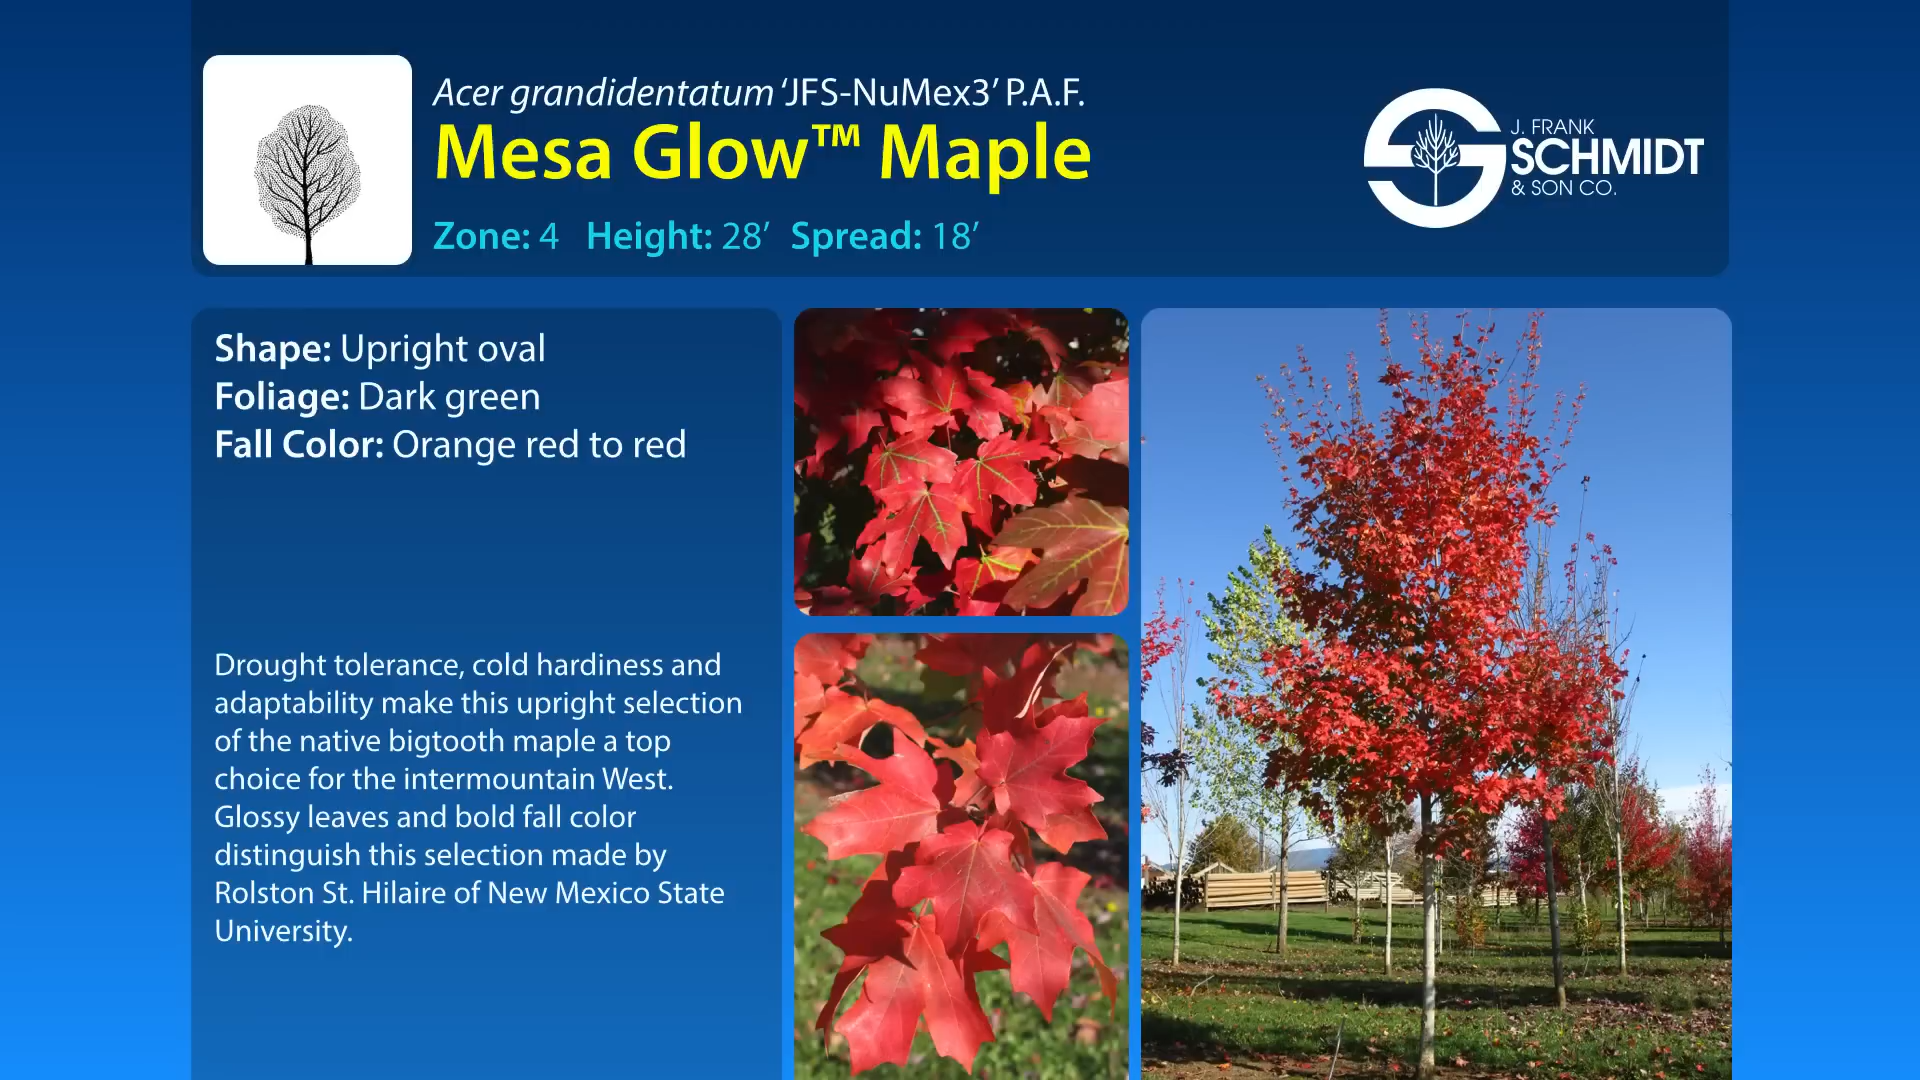 Acer grandidentatum ‘JFS-NuMex3’ P.A.F.
Mesa Glow™ Maple
Zone: 4 Height: 28’ Spread: 18’
J. FRANK
SCHMIDT
& SON CO.
Shape: Upright oval
Foliage: Dark green
Fall Color: Orange red to red
Drought tolerance, cold hardiness and
adaptability make this upright selection
of the native bigtooth maple a top
choice for the intermountain West.
Glossy leaves and bold fall color
distinguish this selection made by
Rolston St. Hilaire of New Mexico State
University.